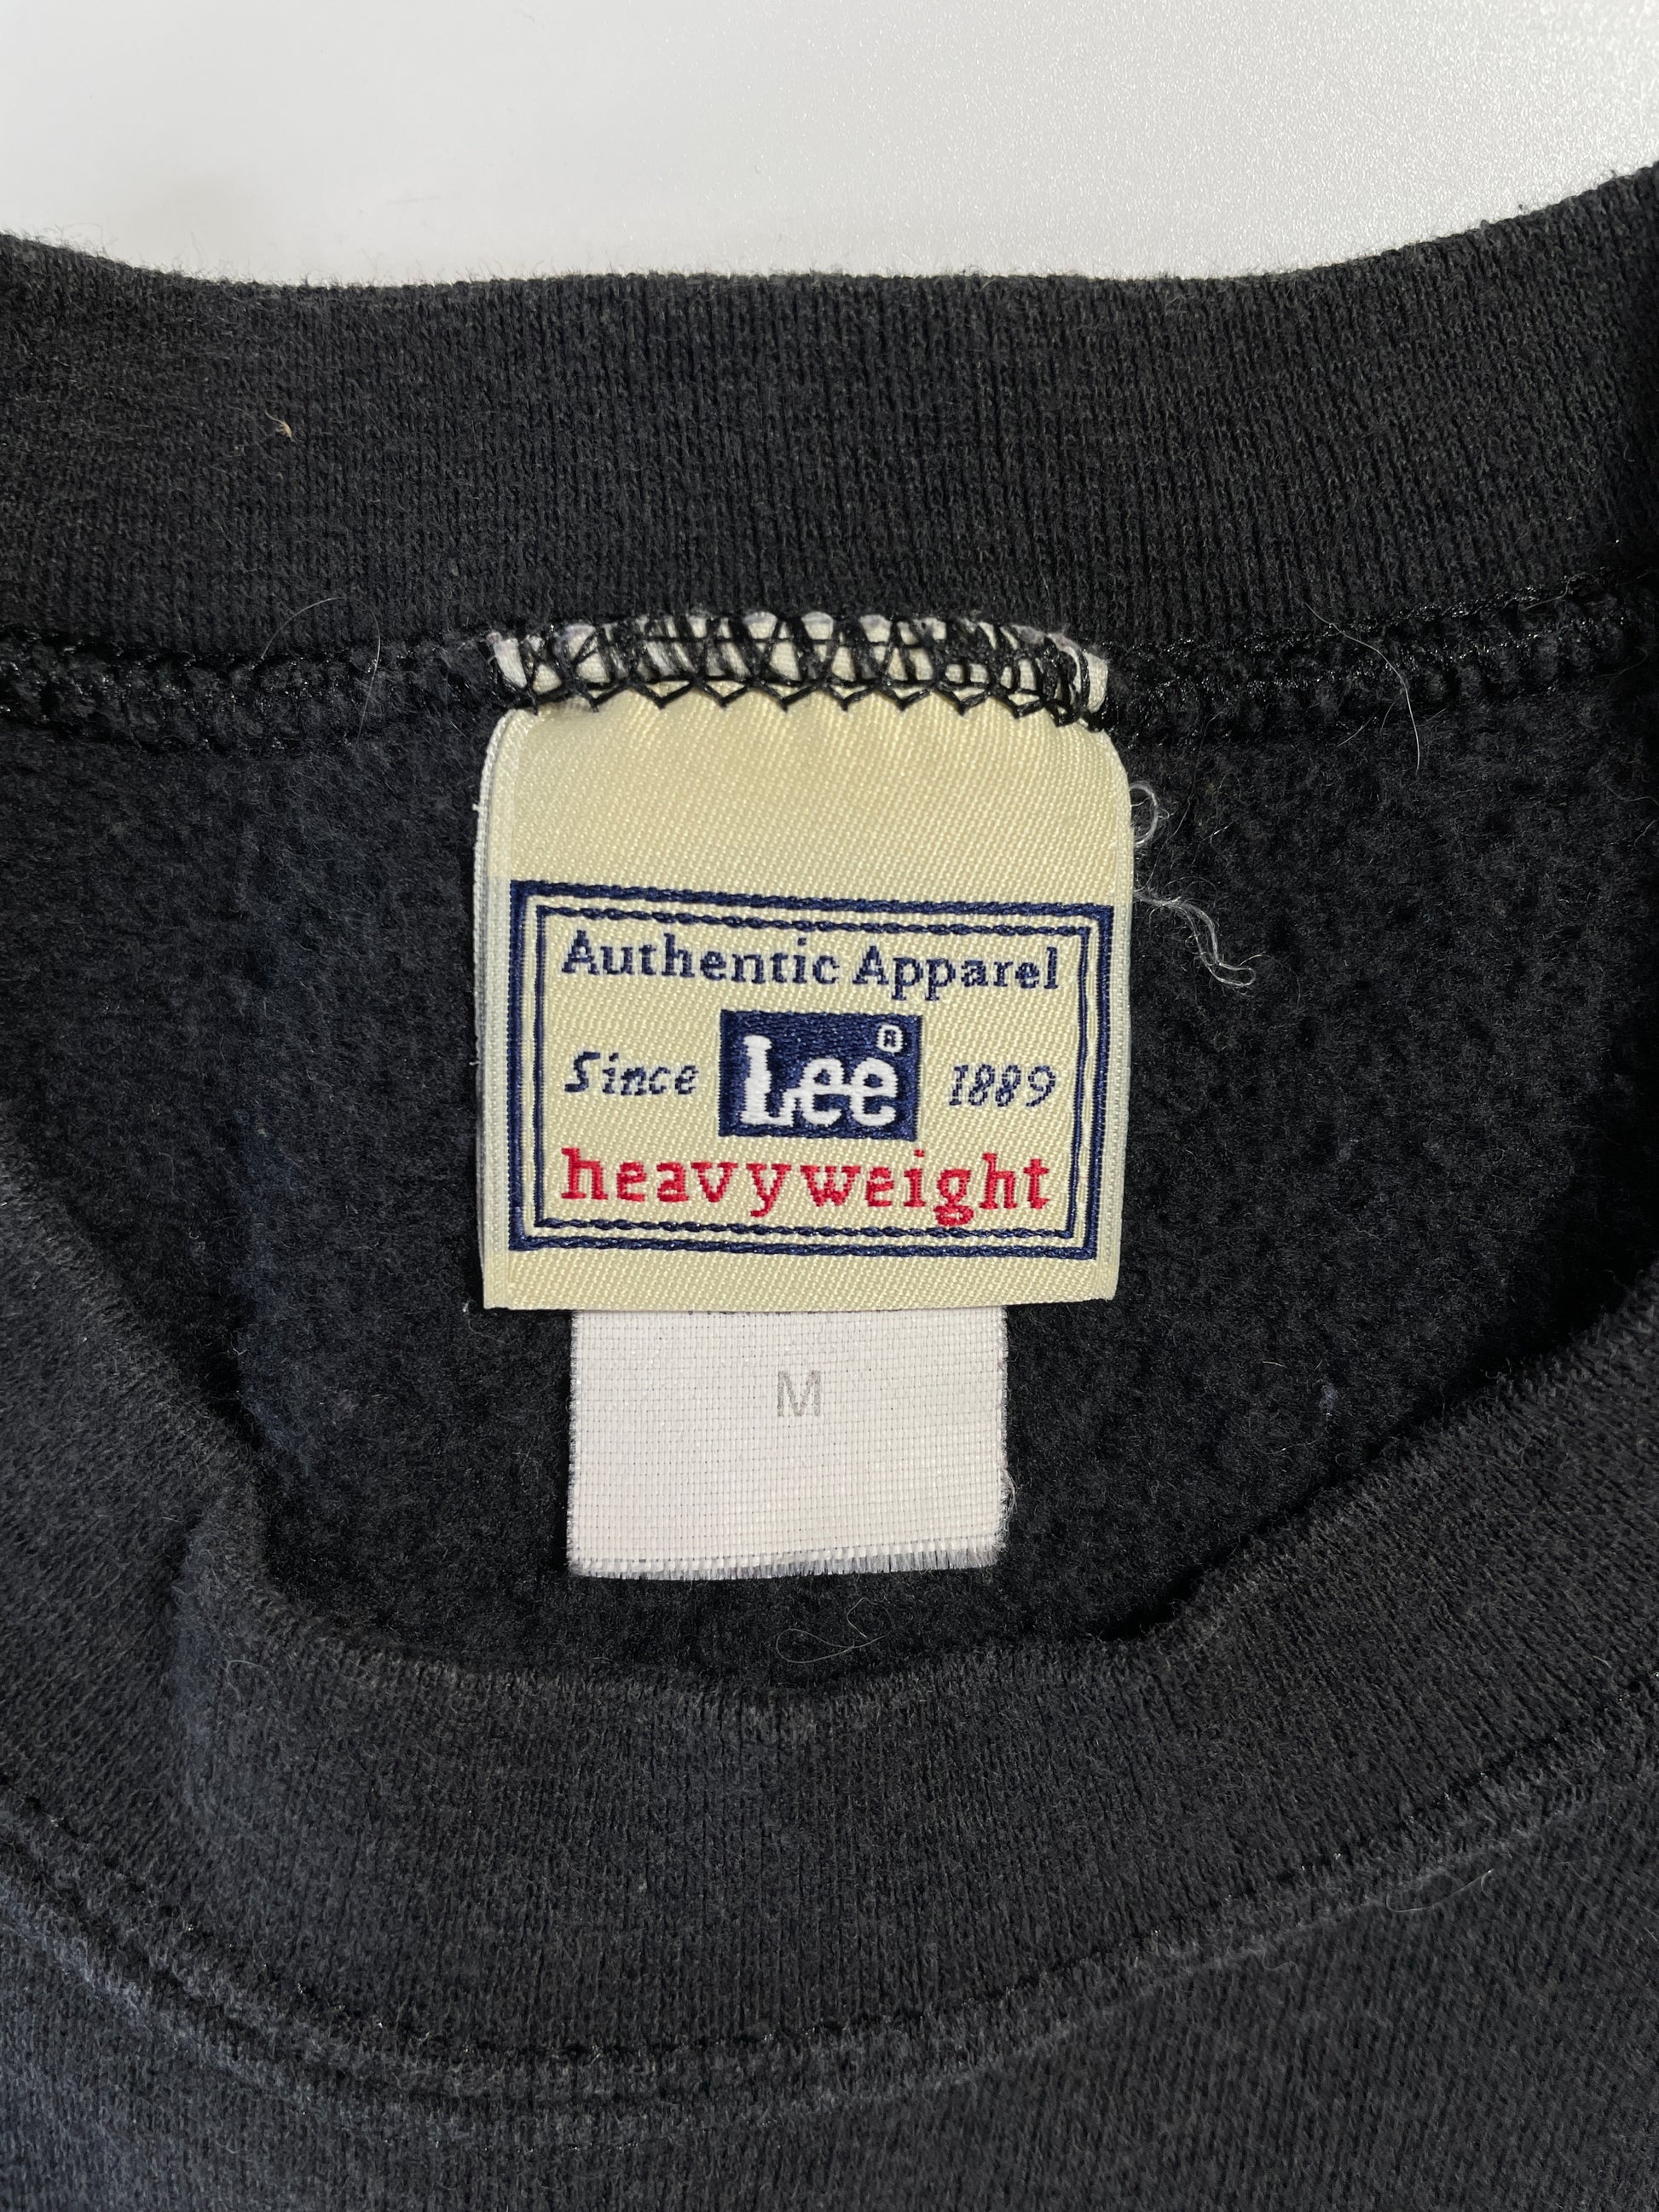 Authentic Apparel
Since Lee® 1889
heavyweight
M